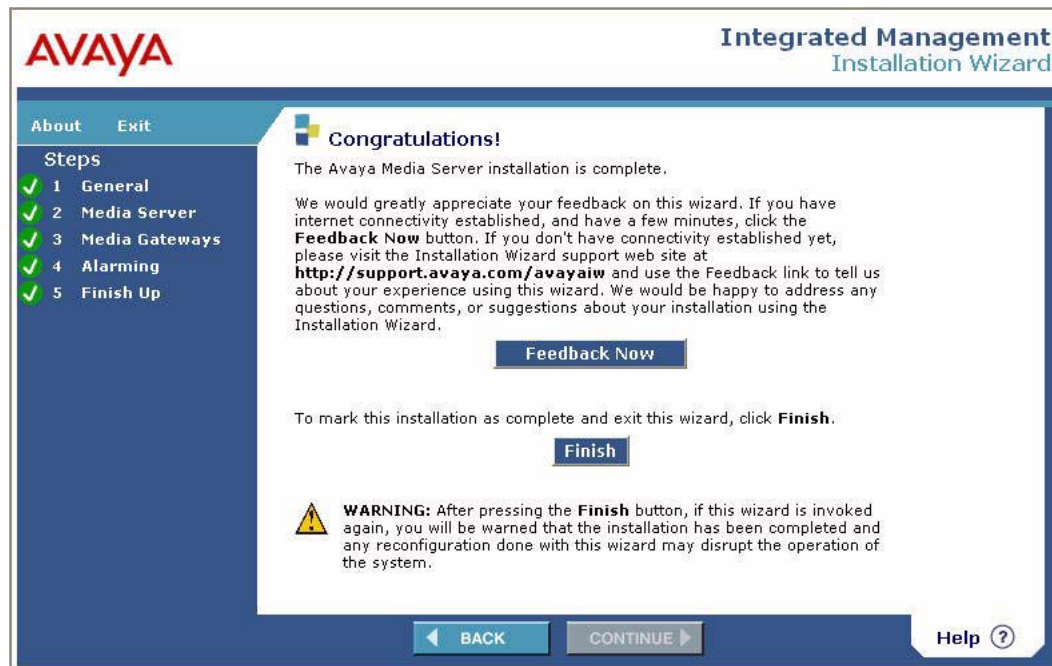 AVAYA
Integrated Management
Installation Wizard
About Exit
Steps
1 General
2 Media Server
3 Media Gateways
4 Alarming
5 Finish Up
Congratulations!
The Avaya Media Server installation is complete.
We would greatly appreciate your feedback on this wizard. If you have
internet connectivity established, and have a few minutes, click the
Feedback Now button. If you don't have connectivity established yet,
please visit the Installation Wizard support web site at
http://support.avaya.com/avayaiw and use the Feedback link to tell us
about your experience using this wizard. We would be happy to address any
questions, comments, or suggestions about your installation using the
Installation Wizard.
Feedback Now
To mark this installation as complete and exit this wizard, click Finish.
Finish
WARNING: After pressing the Finish button, if this wizard is invoked
again, you will be warned that the installation has been completed and
any reconfiguration done with this wizard may disrupt the operation of
the system.
BACK
CONTINUE
Help ?